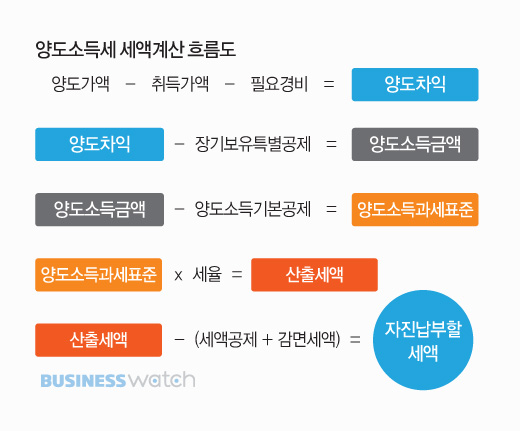 양도소득세 세액계산 흐름도
양도가액 − 취득가액 − 필요경비 = 양도차익
양도차익 − 장기보유특별공제 = 양도소득금액
양도소득금액 − 양도소득기본공제 = 양도소득과세표준
양도소득과세표준 x 세율 = 산출세액
산출세액 − (세액공제 + 감면세액) = 자진납부할
세액
BUSINESS watch